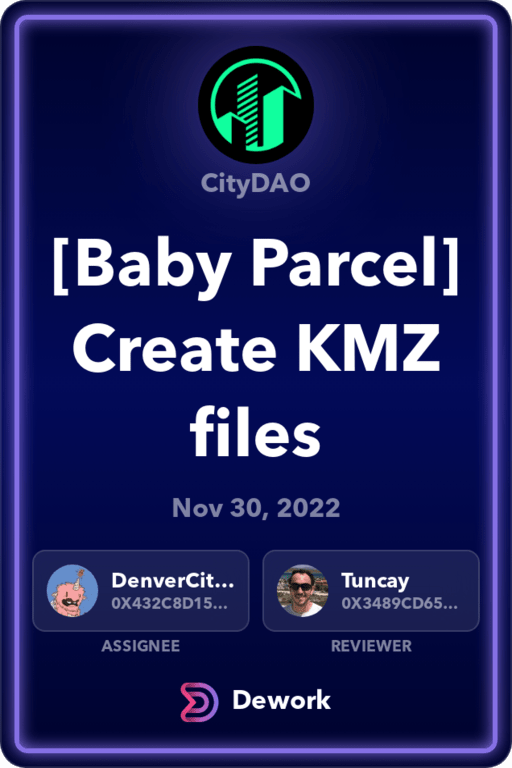 CityDAO
[Baby Parcel]
Create KMZ
files
Nov 30, 2022
DenverCit...
0X432C8D15...
Tuncay
0X3489CD65...
ASSIGNEE
REVIEWER
Dework